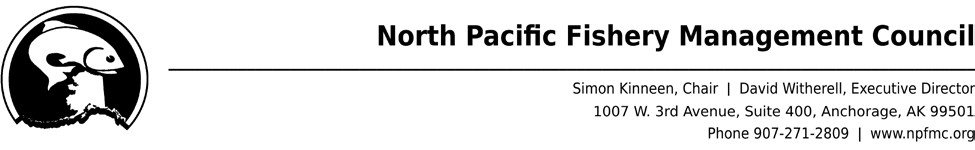 North Pacific Fishery Management Council
Simon Kinneen, Chair | David Witherell, Executive Director
1007 W. 3rd Avenue, Suite 400, Anchorage, AK 99501
Phone 907-271-2809 | www.npfmc.org